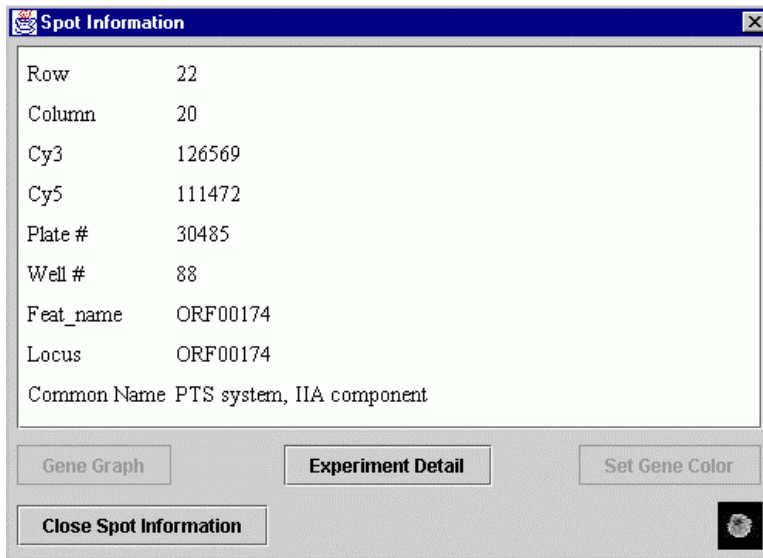 Spot Information
Row 22
Column 20
Cy3 126569
Cy5 111472
Plate # 30485
Well # 88
Feat_name ORF00174
Locus ORF00174
Common Name PTS system, IIA component
Gene Graph Experiment Detail Set Gene Color
Close Spot Information